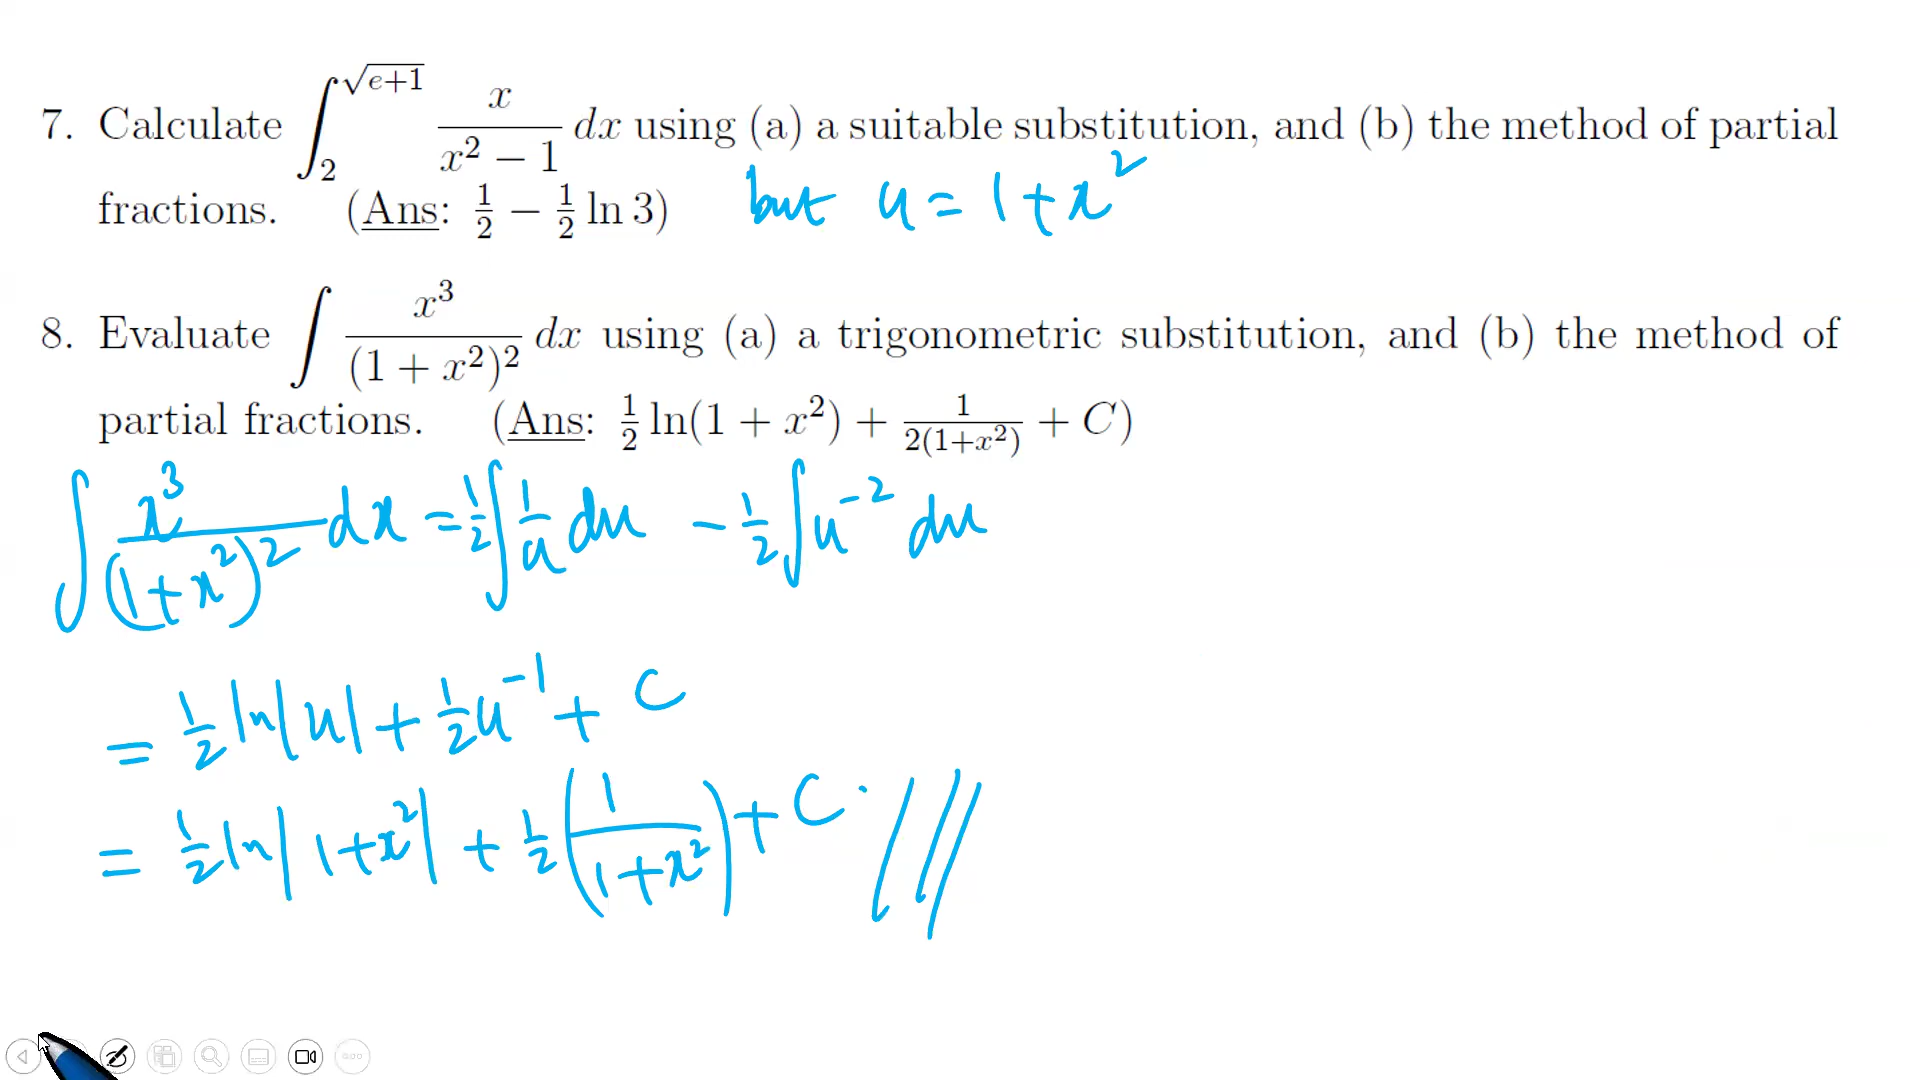 7. Calculate ∫₂^√(e+1) x/(x² − 1) dx using (a) a suitable substitution, and (b) the method of partial
fractions. (Ans: 1/2 − 1/2 ln 3) but u = 1+x²
8. Evaluate ∫ x³/(1 + x²)² dx using (a) a trigonometric substitution, and (b) the method of
partial fractions. (Ans: 1/2 ln(1 + x²) + 1/(2(1+x²)) + C)
∫ x³/(1+x²)² dx = 1/2 ∫ 1/u du − 1/2 ∫ u⁻² du
= 1/2 ln|u| + 1/2 u⁻¹ + C
= 1/2 ln|1+x²| + 1/2 (1/(1+x²)) + C.